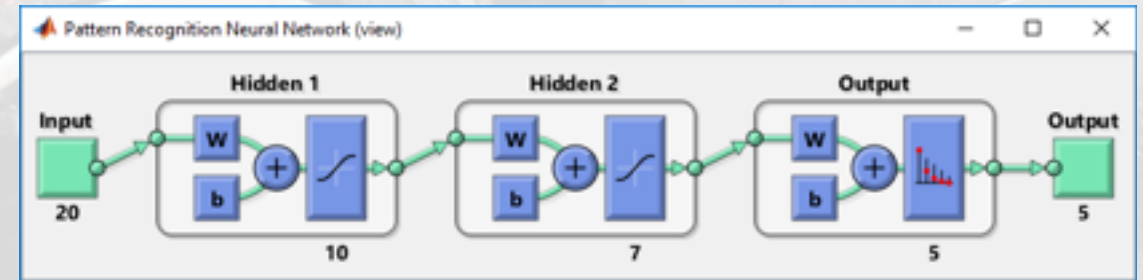 Pattern Recognition Neural Network (view)
Hidden 1
Hidden 2
Output
Input
Output
W
W
W
+
+
+
b
b
b
20
10
7
5
5